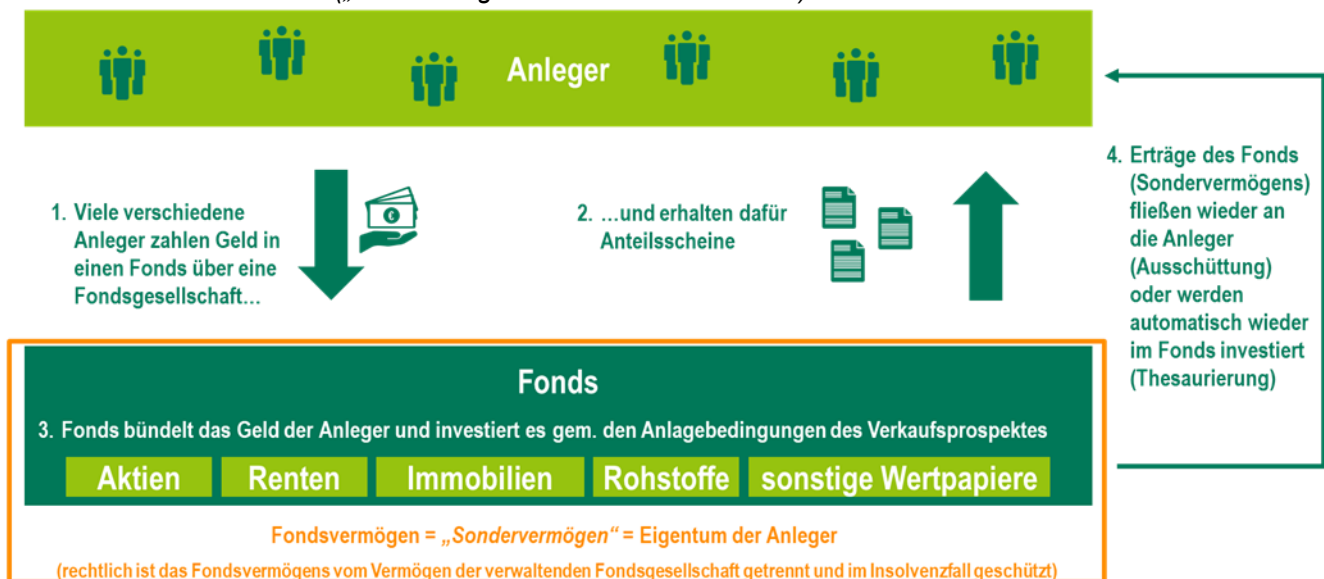 Anleger
1. Viele verschiedene
Anleger zahlen Geld in
einen Fonds über eine
Fondsgesellschaft…
2. …und erhalten dafür
Anteilsscheine
4. Erträge des Fonds
(Sondervermögens)
fließen wieder an
die Anleger
(Ausschüttung)
oder werden
automatisch wieder
im Fonds investiert
(Thesaurierung)
Fonds
3. Fonds bündelt das Geld der Anleger und investiert es gem. den Anlagebedingungen des Verkaufsprospektes
Aktien Renten Immobilien Rohstoffe sonstige Wertpapiere
Fondsvermögen = „Sondervermögen“ = Eigentum der Anleger
(rechtlich ist das Fondsvermögens vom Vermögen der verwaltenden Fondsgesellschaft getrennt und im Insolvenzfall geschützt)